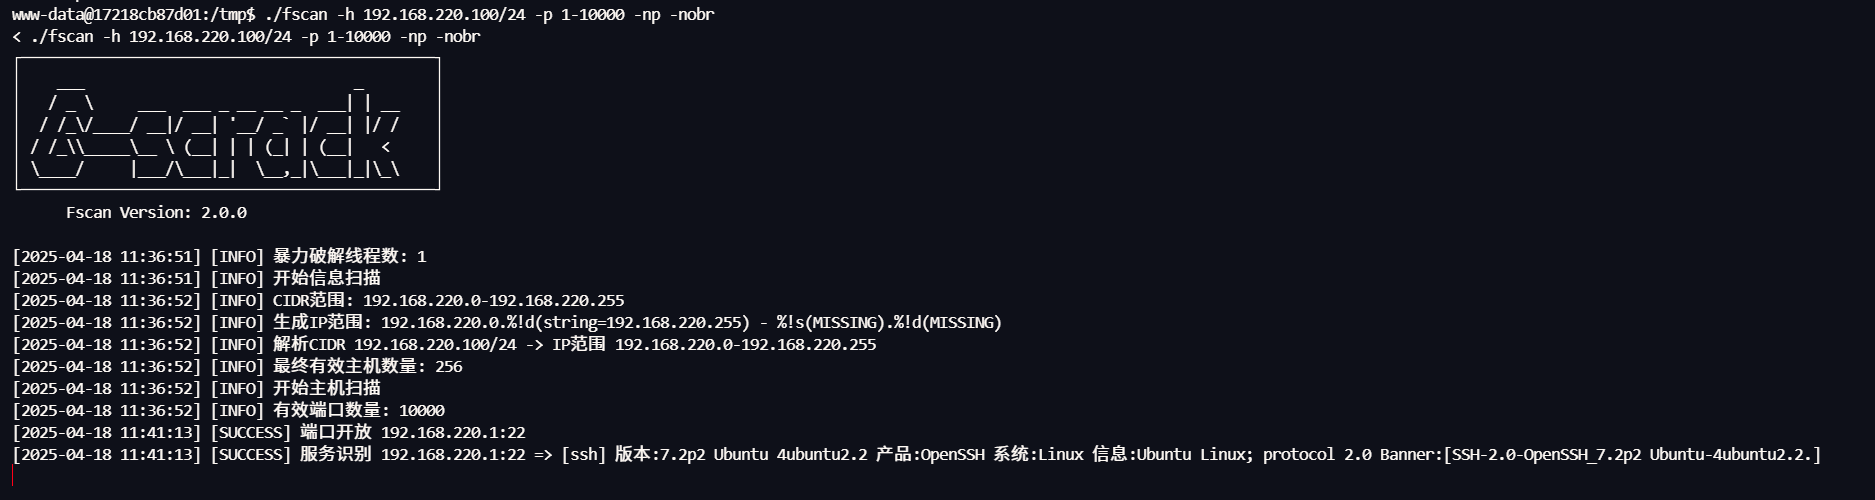 www-data@17218cb87d01:/tmp$ ./fscan -h 192.168.220.100/24 -p 1-10000 -np -nobr
< ./fscan -h 192.168.220.100/24 -p 1-10000 -np -nobr
Fscan Version: 2.0.0
[2025-04-18 11:36:51] [INFO] 暴力破解线程数: 1
[2025-04-18 11:36:51] [INFO] 开始信息扫描
[2025-04-18 11:36:52] [INFO] CIDR范围: 192.168.220.0-192.168.220.255
[2025-04-18 11:36:52] [INFO] 生成IP范围: 192.168.220.0.%!d(string=192.168.220.255) - %!s(MISSING).%!d(MISSING)
[2025-04-18 11:36:52] [INFO] 解析CIDR 192.168.220.100/24 -> IP范围 192.168.220.0-192.168.220.255
[2025-04-18 11:36:52] [INFO] 最终有效主机数量: 256
[2025-04-18 11:36:52] [INFO] 开始主机扫描
[2025-04-18 11:36:52] [INFO] 有效端口数量: 10000
[2025-04-18 11:41:13] [SUCCESS] 端口开放 192.168.220.1:22
[2025-04-18 11:41:13] [SUCCESS] 服务识别 192.168.220.1:22 => [ssh] 版本:7.2p2 Ubuntu 4ubuntu2.2 产品:OpenSSH 系统:Linux 信息:Ubuntu Linux; protocol 2.0 Banner:[SSH-2.0-OpenSSH_7.2p2 Ubuntu-4ubuntu2.2.]